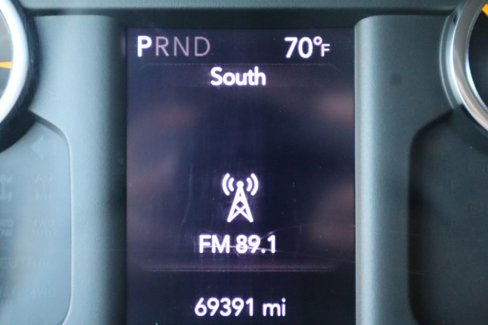 PRND 70°F
South
FM 89.1
69391 mi